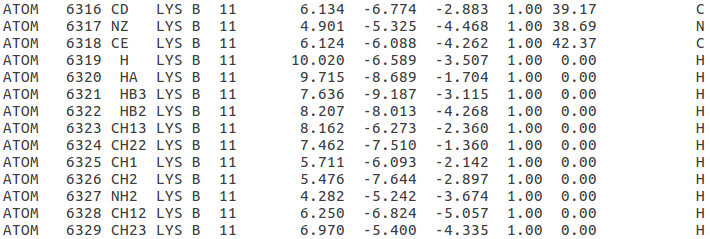 ATOM   6316 CD   LYS B  11       6.134  -6.774  -2.883  1.00 39.17           C
ATOM   6317 NZ   LYS B  11       4.901  -5.325  -4.468  1.00 38.69           N
ATOM   6318 CE   LYS B  11       6.124  -6.088  -4.262  1.00 42.37           C
ATOM   6319  H   LYS B  11      10.020  -6.589  -3.507  1.00  0.00           H
ATOM   6320  HA  LYS B  11       9.715  -8.689  -1.704  1.00  0.00           H
ATOM   6321  HB3 LYS B  11       7.636  -9.187  -3.115  1.00  0.00           H
ATOM   6322  HB2 LYS B  11       8.207  -8.013  -4.268  1.00  0.00           H
ATOM   6323 CH13 LYS B  11       8.162  -6.273  -2.360  1.00  0.00           H
ATOM   6324 CH22 LYS B  11       7.462  -7.510  -1.360  1.00  0.00           H
ATOM   6325 CH1  LYS B  11       5.711  -6.093  -2.142  1.00  0.00           H
ATOM   6326 CH2  LYS B  11       5.476  -7.644  -2.897  1.00  0.00           H
ATOM   6327 NH2  LYS B  11       4.282  -5.242  -3.674  1.00  0.00           H
ATOM   6328 CH12 LYS B  11       6.250  -6.824  -5.057  1.00  0.00           H
ATOM   6329 CH23 LYS B  11       6.970  -5.400  -4.335  1.00  0.00           H